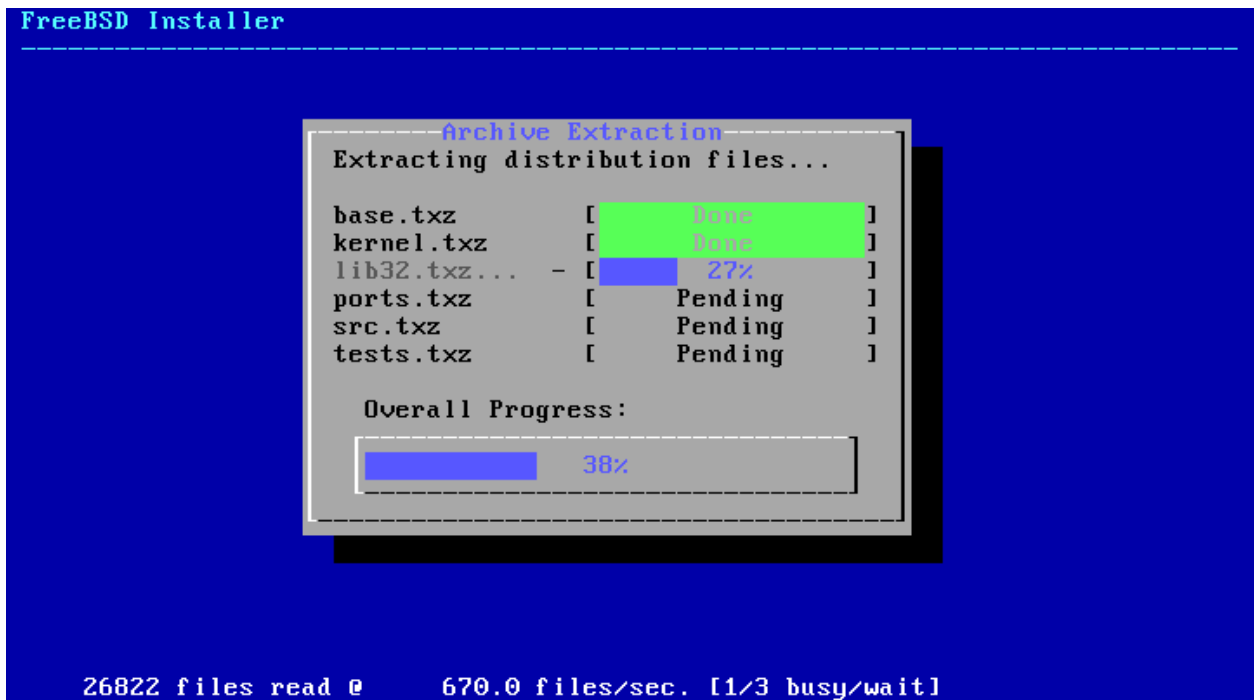 FreeBSD Installer
Archive Extraction
Extracting distribution files...
base.txz [ Done ]
kernel.txz [ Done ]
lib32.txz... - [ 27% ]
ports.txz [ Pending ]
src.txz [ Pending ]
tests.txz [ Pending ]
Overall Progress:
38%
26822 files read @ 670.0 files/sec. [1/3 busy/wait]